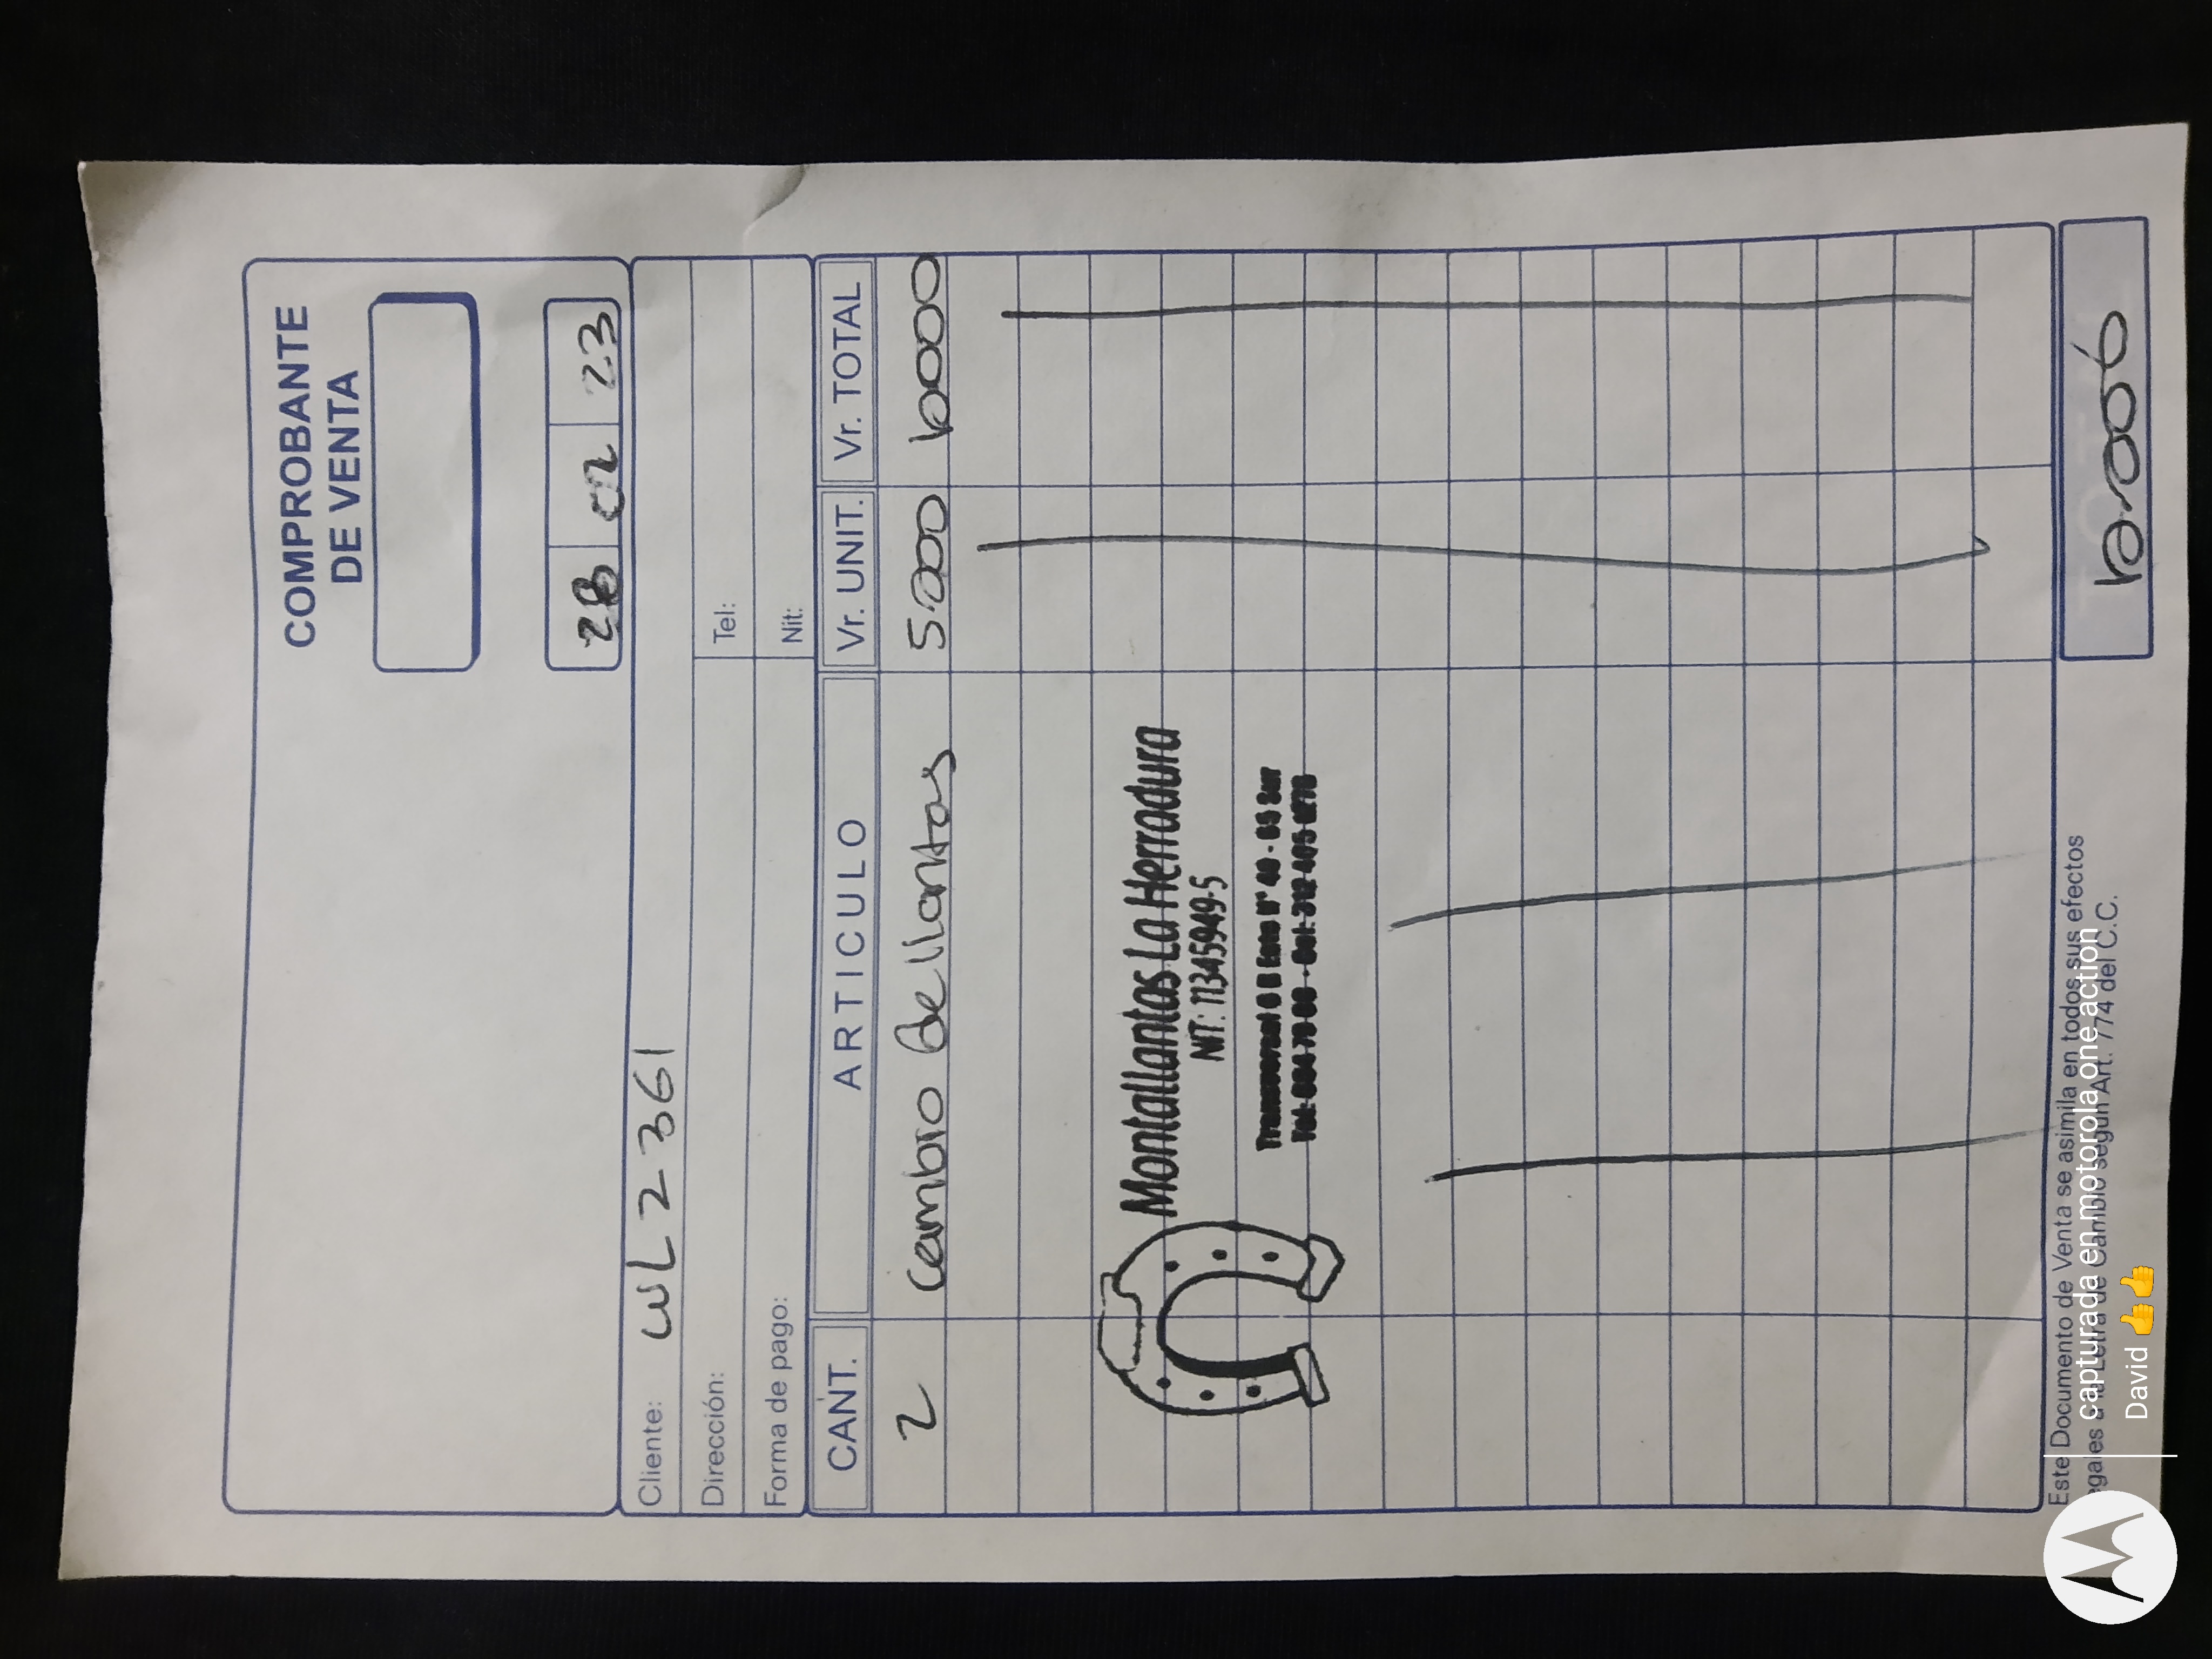 COMPROBANTE
DE VENTA
28 02 23
Cliente: WL2361
Dirección: Tel:
Forma de pago: Nit:
CANT. ARTICULO Vr. UNIT. Vr. TOTAL
2 Cambio de llantas 5.000 10000
Montallantas La Herradura
NIT: 11345949-5
Este Documento de Venta se asimila en todos sus efectos
legales a la Letra de Cambio según Art. 774 del C.C.
10.000
capturada en motorola one action
David 👍👍